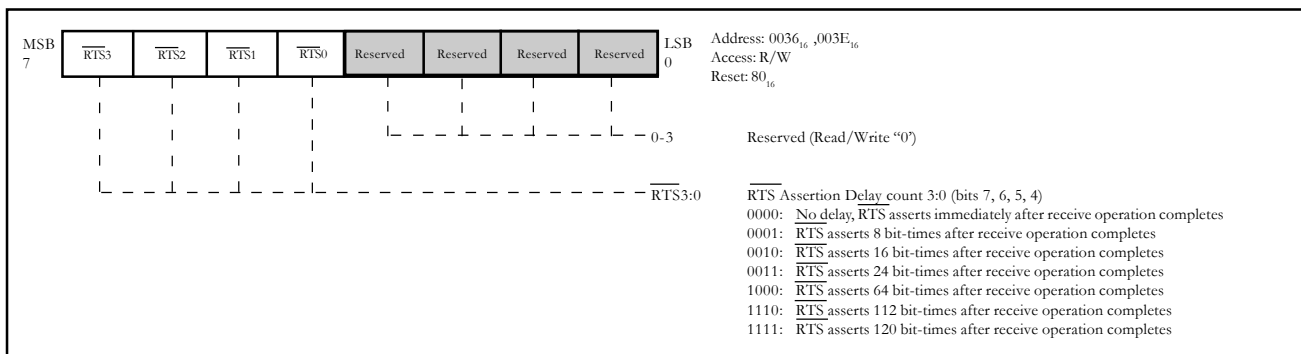 MSB
7
RTS3 RTS2 RTS1 RTS0 Reserved Reserved Reserved Reserved
LSB
0
Address: 0036₁₆ ,003E₁₆
Access: R/W
Reset: 80₁₆
0-3 Reserved (Read/Write “0’)
RTS3:0 RTS Assertion Delay count 3:0 (bits 7, 6, 5, 4)
0000: No delay, RTS asserts immediately after receive operation completes
0001: RTS asserts 8 bit-times after receive operation completes
0010: RTS asserts 16 bit-times after receive operation completes
0011: RTS asserts 24 bit-times after receive operation completes
1000: RTS asserts 64 bit-times after receive operation completes
1110: RTS asserts 112 bit-times after receive operation completes
1111: RTS asserts 120 bit-times after receive operation completes